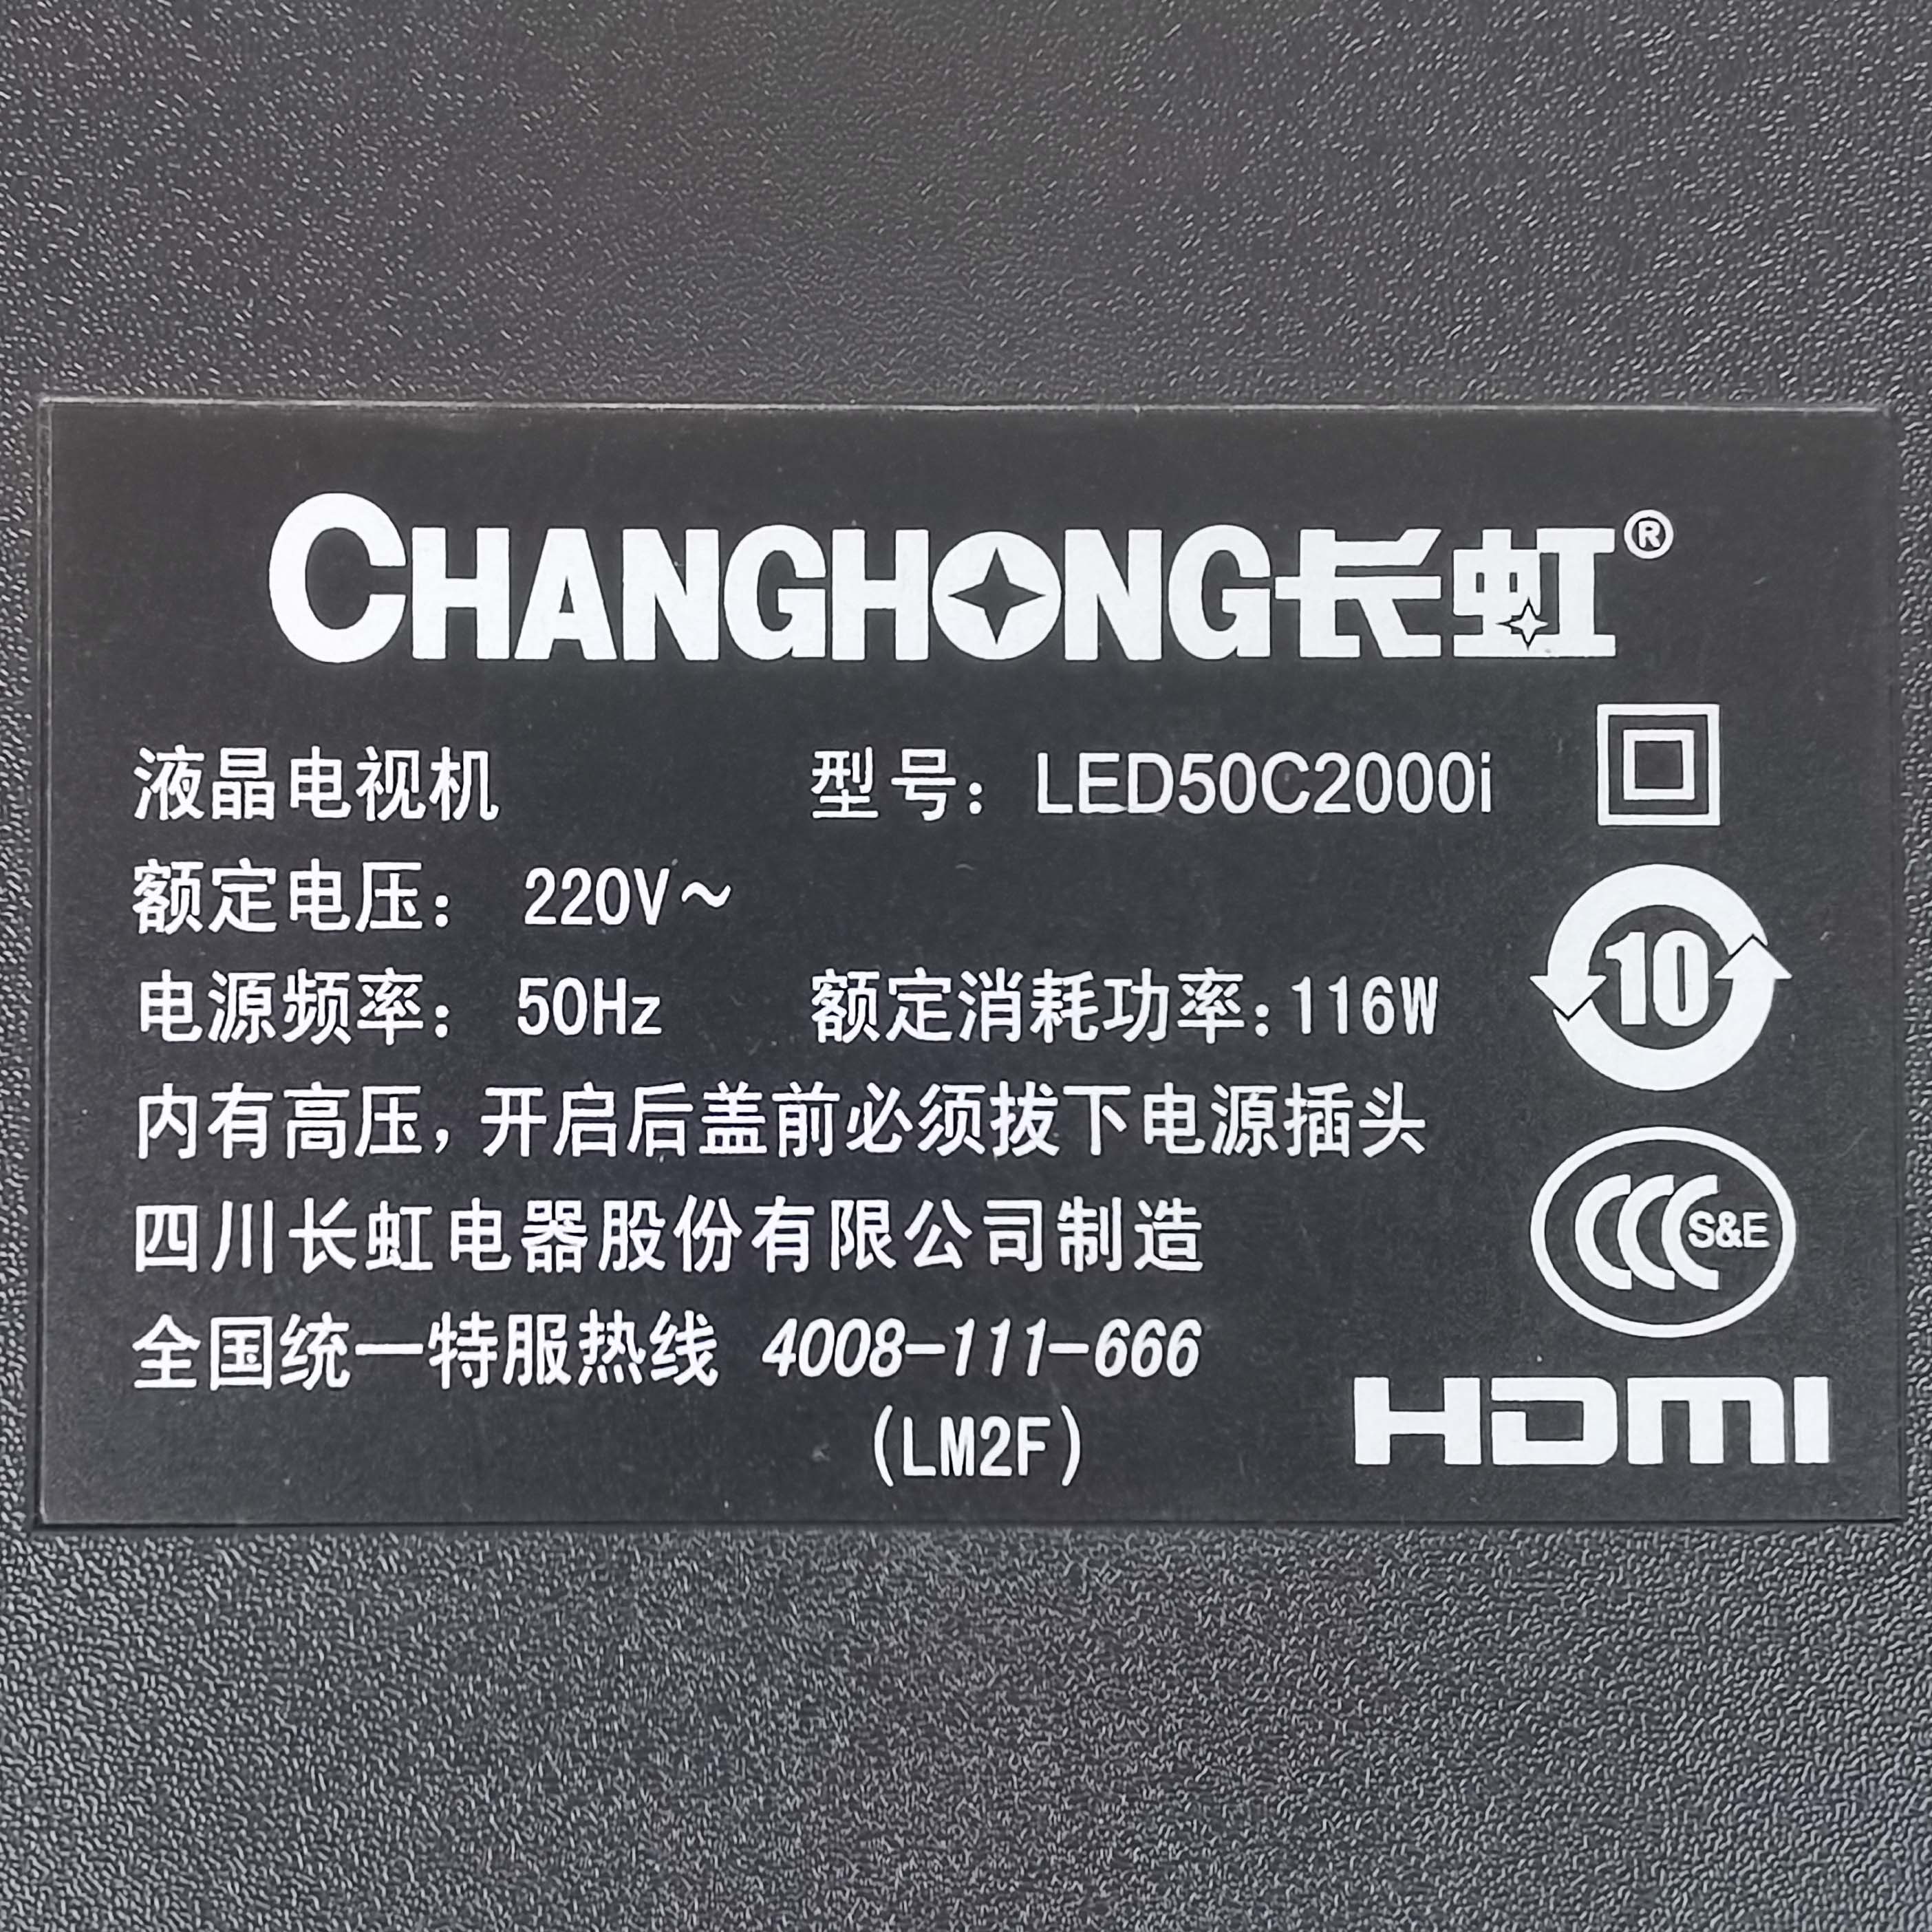 CHANGHONG长虹®
液晶电视机 型号：LED50C2000i
额定电压： 220V～
电源频率： 50Hz 额定消耗功率：116W
10
内有高压，开启后盖前必须拔下电源插头
四川长虹电器股份有限公司制造
CCC S&E
全国统一特服热线 4008-111-666
(LM2F)
HDMI